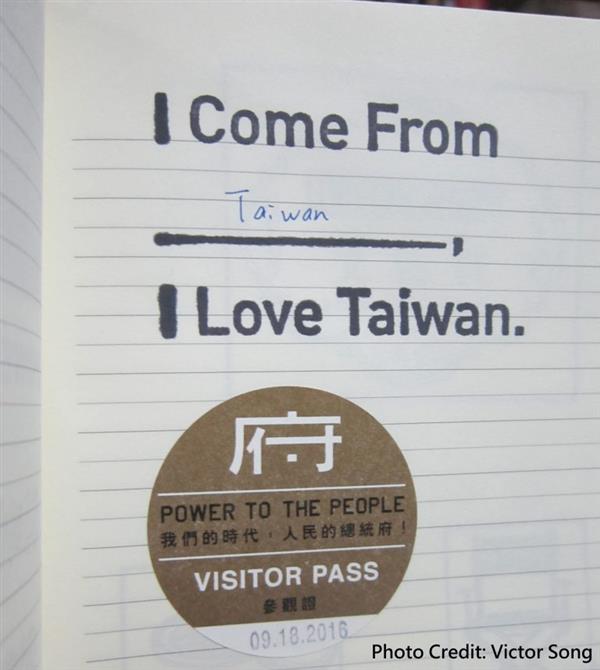 I Come From
Taiwan
,
I Love Taiwan.
府
POWER TO THE PEOPLE
我們的時代，人民的總統府！
VISITOR PASS
參觀證
09.18.2016
Photo Credit: Victor Song